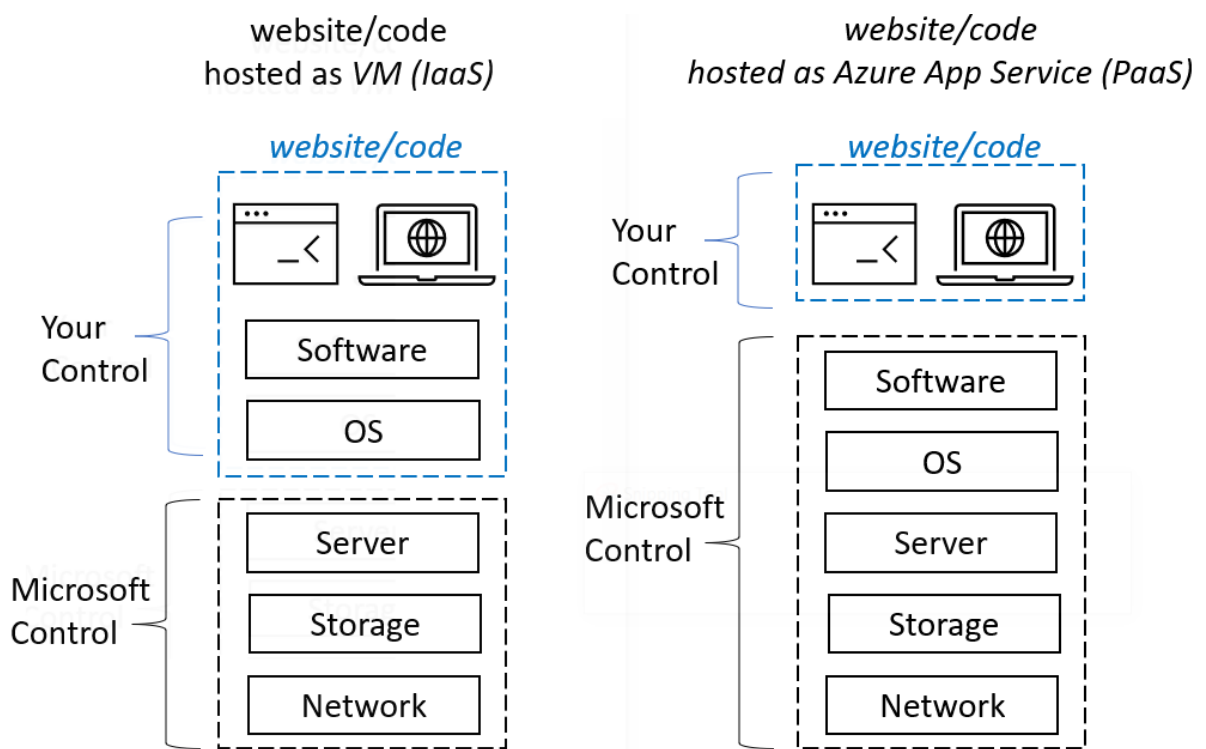 website/code
hosted as VM (IaaS)
website/code
Your
Control
Software
OS
Microsoft
Control
Server
Storage
Network
website/code
hosted as Azure App Service (PaaS)
website/code
Your
Control
Microsoft
Control
Software
OS
Server
Storage
Network